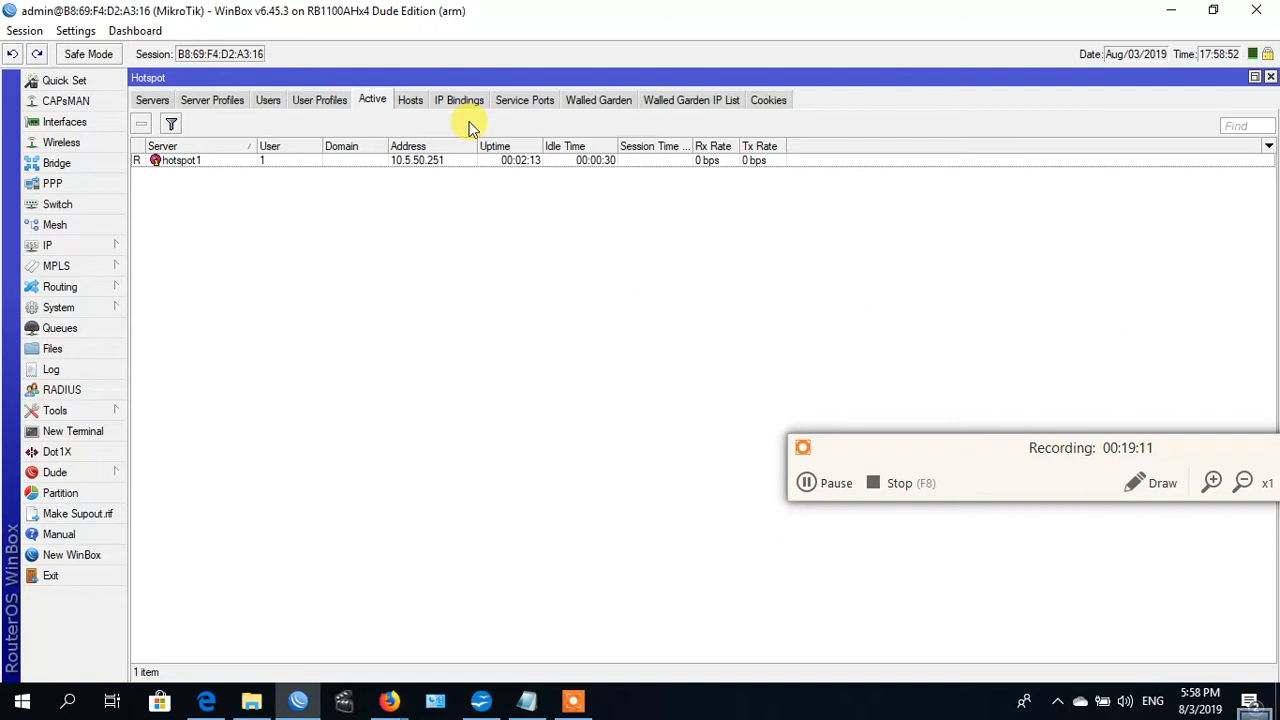 admin@B8:69:F4:D2:A3:16 (MikroTik) - WinBox v6.45.3 on RB1100AHx4 Dude Edition (arm)
Session Settings Dashboard
Safe Mode Session: B8:69:F4:D2:A3:16 Date: Aug/03/2019 Time: 17:58:52
Hotspot
Quick Set
CAPsMAN
Interfaces
Wireless
Bridge
PPP
Switch
Mesh
IP
MPLS
Routing
System
Queues
Files
Log
RADIUS
Tools
New Terminal
Dot1X
Dude
Partition
Make Supout.rif
Manual
New WinBox
Exit
RouterOS WinBox
Servers Server Profiles Users User Profiles Active Hosts IP Bindings Service Ports Walled Garden Walled Garden IP List Cookies
Find
Server User Domain Address Uptime Idle Time Session Time ... Rx Rate Tx Rate
R hotspot1 1 10.5.50.251 00:02:13 00:00:30 0 bps 0 bps
Recording: 00:19:11
Pause Stop (F8) Draw x1
1 item
ENG
5:58 PM
8/3/2019